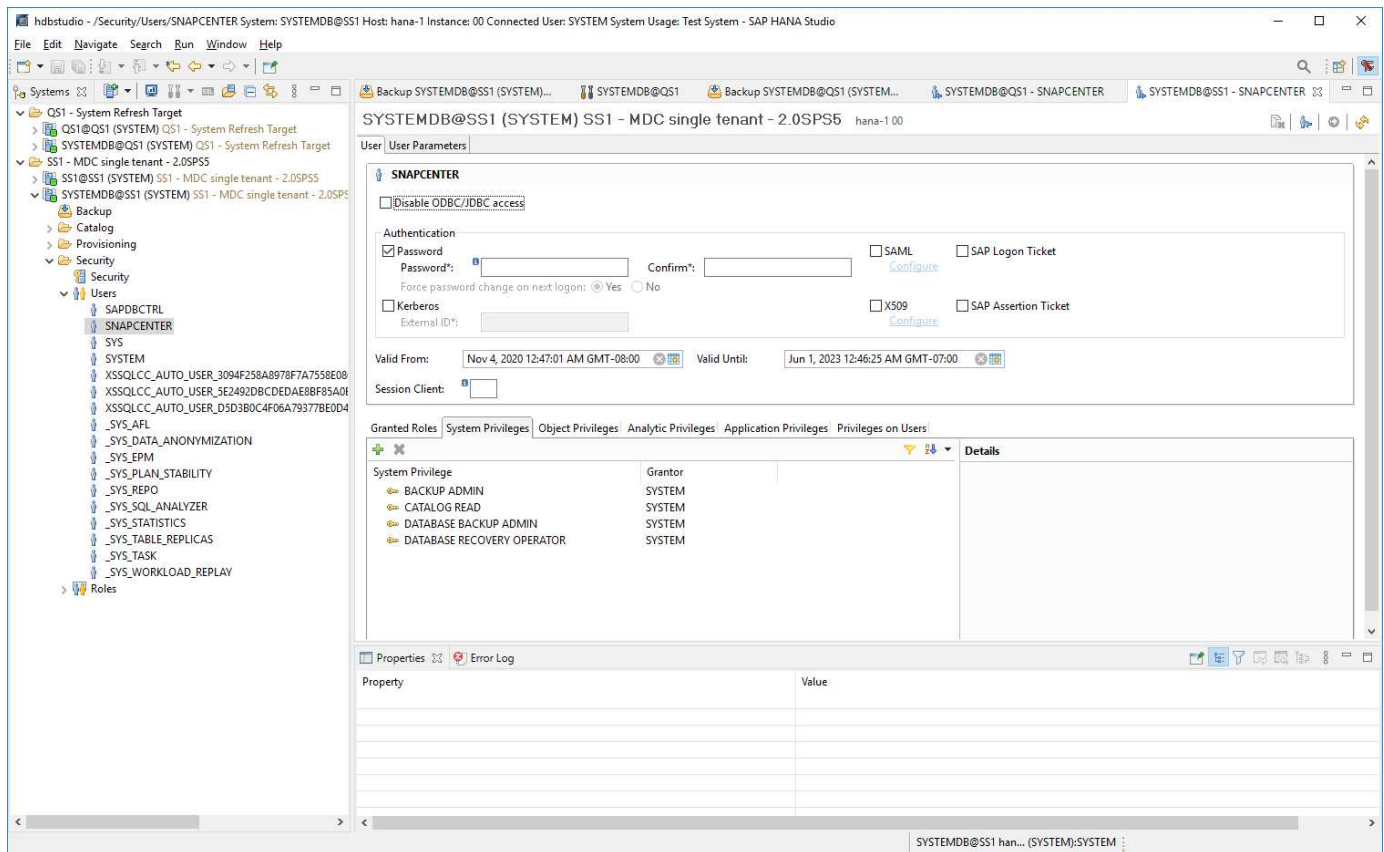 hdbstudio - /Security/Users/SNAPCENTER System: SYSTEMDB@SS1 Host: hana-1 Instance: 00 Connected User: SYSTEM System Usage: Test System - SAP HANA Studio
File Edit Navigate Search Run Window Help
Systems
QS1 - System Refresh Target
QS1@QS1 (SYSTEM) QS1 - System Refresh Target
SYSTEMDB@QS1 (SYSTEM) QS1 - System Refresh Target
SS1 - MDC single tenant - 2.0SPS5
SS1@SS1 (SYSTEM) SS1 - MDC single tenant - 2.0SPS5
SYSTEMDB@SS1 (SYSTEM) SS1 - MDC single tenant - 2.0SPS
Backup
Catalog
Provisioning
Security
Security
Users
SAPDBCTRL
SNAPCENTER
SYS
SYSTEM
XSSQLCC_AUTO_USER_3094F258A8978F7A7558E08
XSSQLCC_AUTO_USER_5E2492DBCDEDAE8BF85A0
XSSQLCC_AUTO_USER_D5D3B0C4F06A79377BE0D4
_SYS_AFL
_SYS_DATA_ANONYMIZATION
_SYS_EPM
_SYS_PLAN_STABILITY
_SYS_REPO
_SYS_SQL_ANALYZER
_SYS_STATISTICS
_SYS_TABLE_REPLICAS
_SYS_TASK
_SYS_WORKLOAD_REPLAY
Roles
Backup SYSTEMDB@SS1 (SYSTEM)... SYSTEMDB@QS1 Backup SYSTEMDB@QS1 (SYSTEM... SYSTEMDB@QS1 - SNAPCENTER SYSTEMDB@SS1 - SNAPCENTER
SYSTEMDB@SS1 (SYSTEM) SS1 - MDC single tenant - 2.0SPS5 hana-1 00
User User Parameters
SNAPCENTER
Disable ODBC/JDBC access
Authentication
Password SAML SAP Logon Ticket
Password*: Confirm*: Configure
Force password change on next logon: Yes No
Kerberos X509 SAP Assertion Ticket
External ID*: Configure
Valid From: Nov 4, 2020 12:47:01 AM GMT-08:00 Valid Until: Jun 1, 2023 12:46:25 AM GMT-07:00
Session Client:
Granted Roles System Privileges Object Privileges Analytic Privileges Application Privileges Privileges on Users
Details
System Privilege Grantor
BACKUP ADMIN SYSTEM
CATALOG READ SYSTEM
DATABASE BACKUP ADMIN SYSTEM
DATABASE RECOVERY OPERATOR SYSTEM
Properties Error Log
Property Value
SYSTEMDB@SS1 han... (SYSTEM):SYSTEM